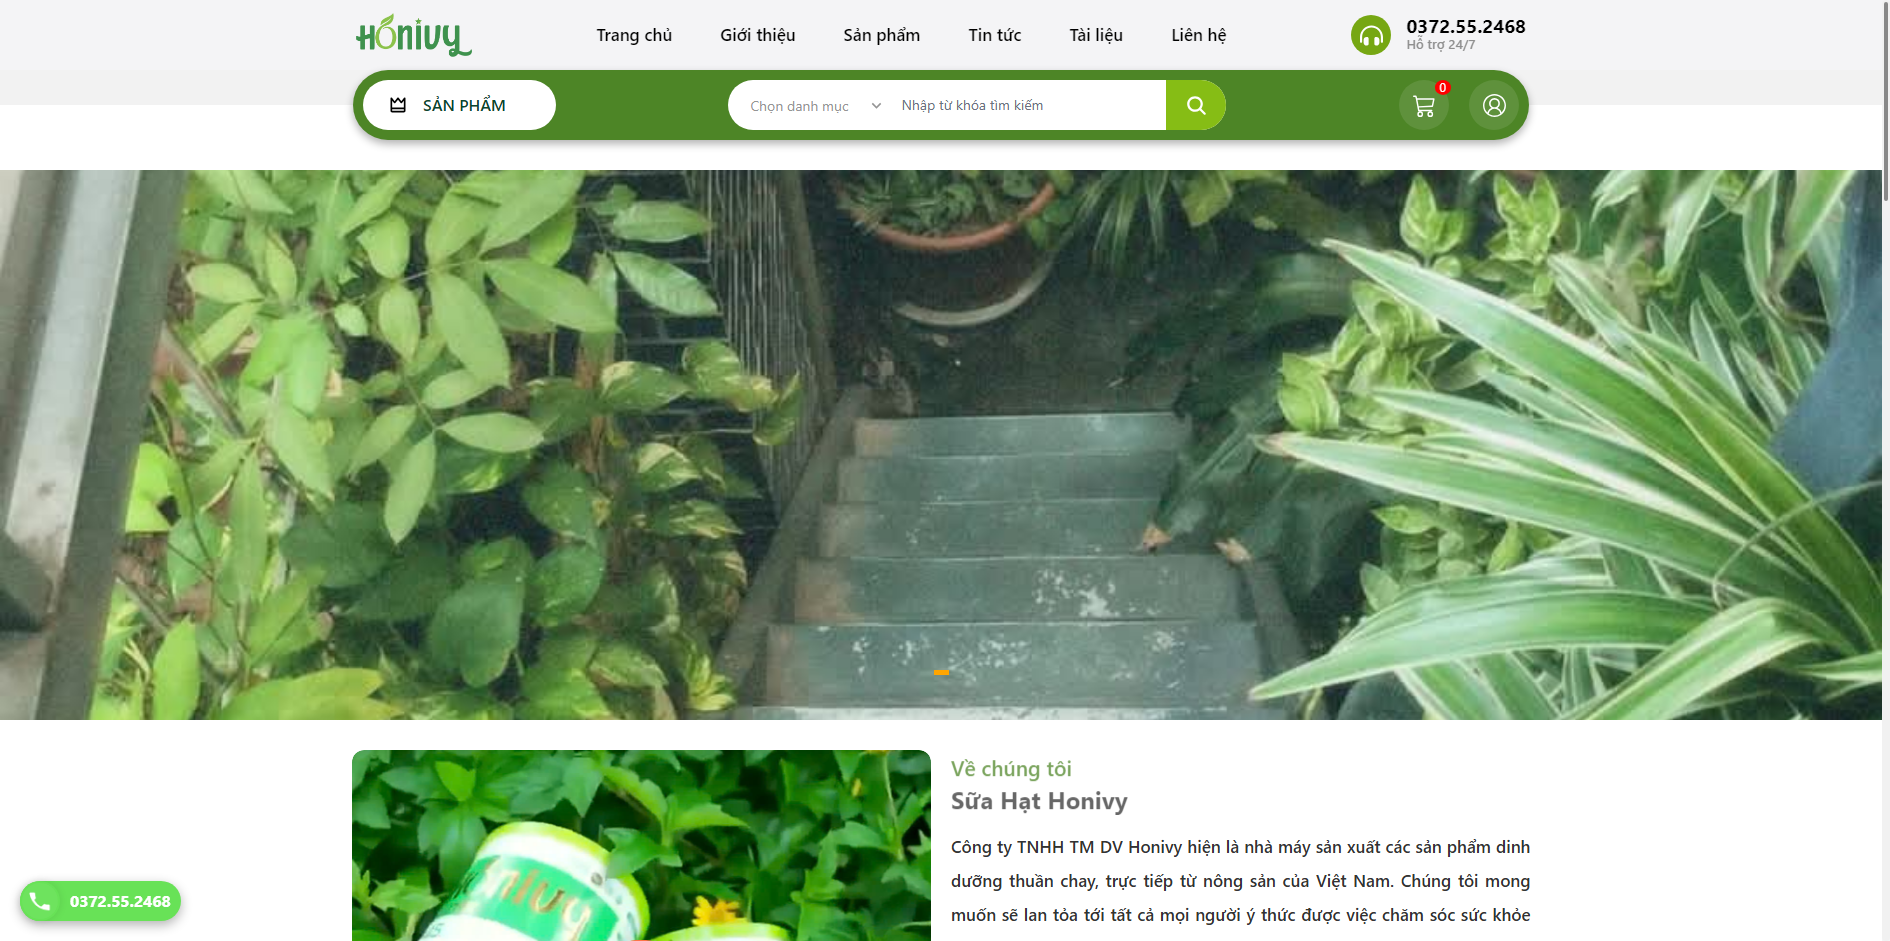 Honivy
Trang chủ
Giới thiệu
Sản phẩm
Tin tức
Tài liệu
Liên hệ
0372.55.2468
Hỗ trợ 24/7
SẢN PHẨM
Chọn danh mục
Nhập từ khóa tìm kiếm
0
Về chúng tôi
Sữa Hạt Honivy
Công ty TNHH TM DV Honivy hiện là nhà máy sản xuất các sản phẩm dinh
dưỡng thuần chay, trực tiếp từ nông sản của Việt Nam. Chúng tôi mong
muốn sẽ lan tỏa tới tất cả mọi người ý thức được việc chăm sóc sức khỏe
Honivy
0372.55.2468